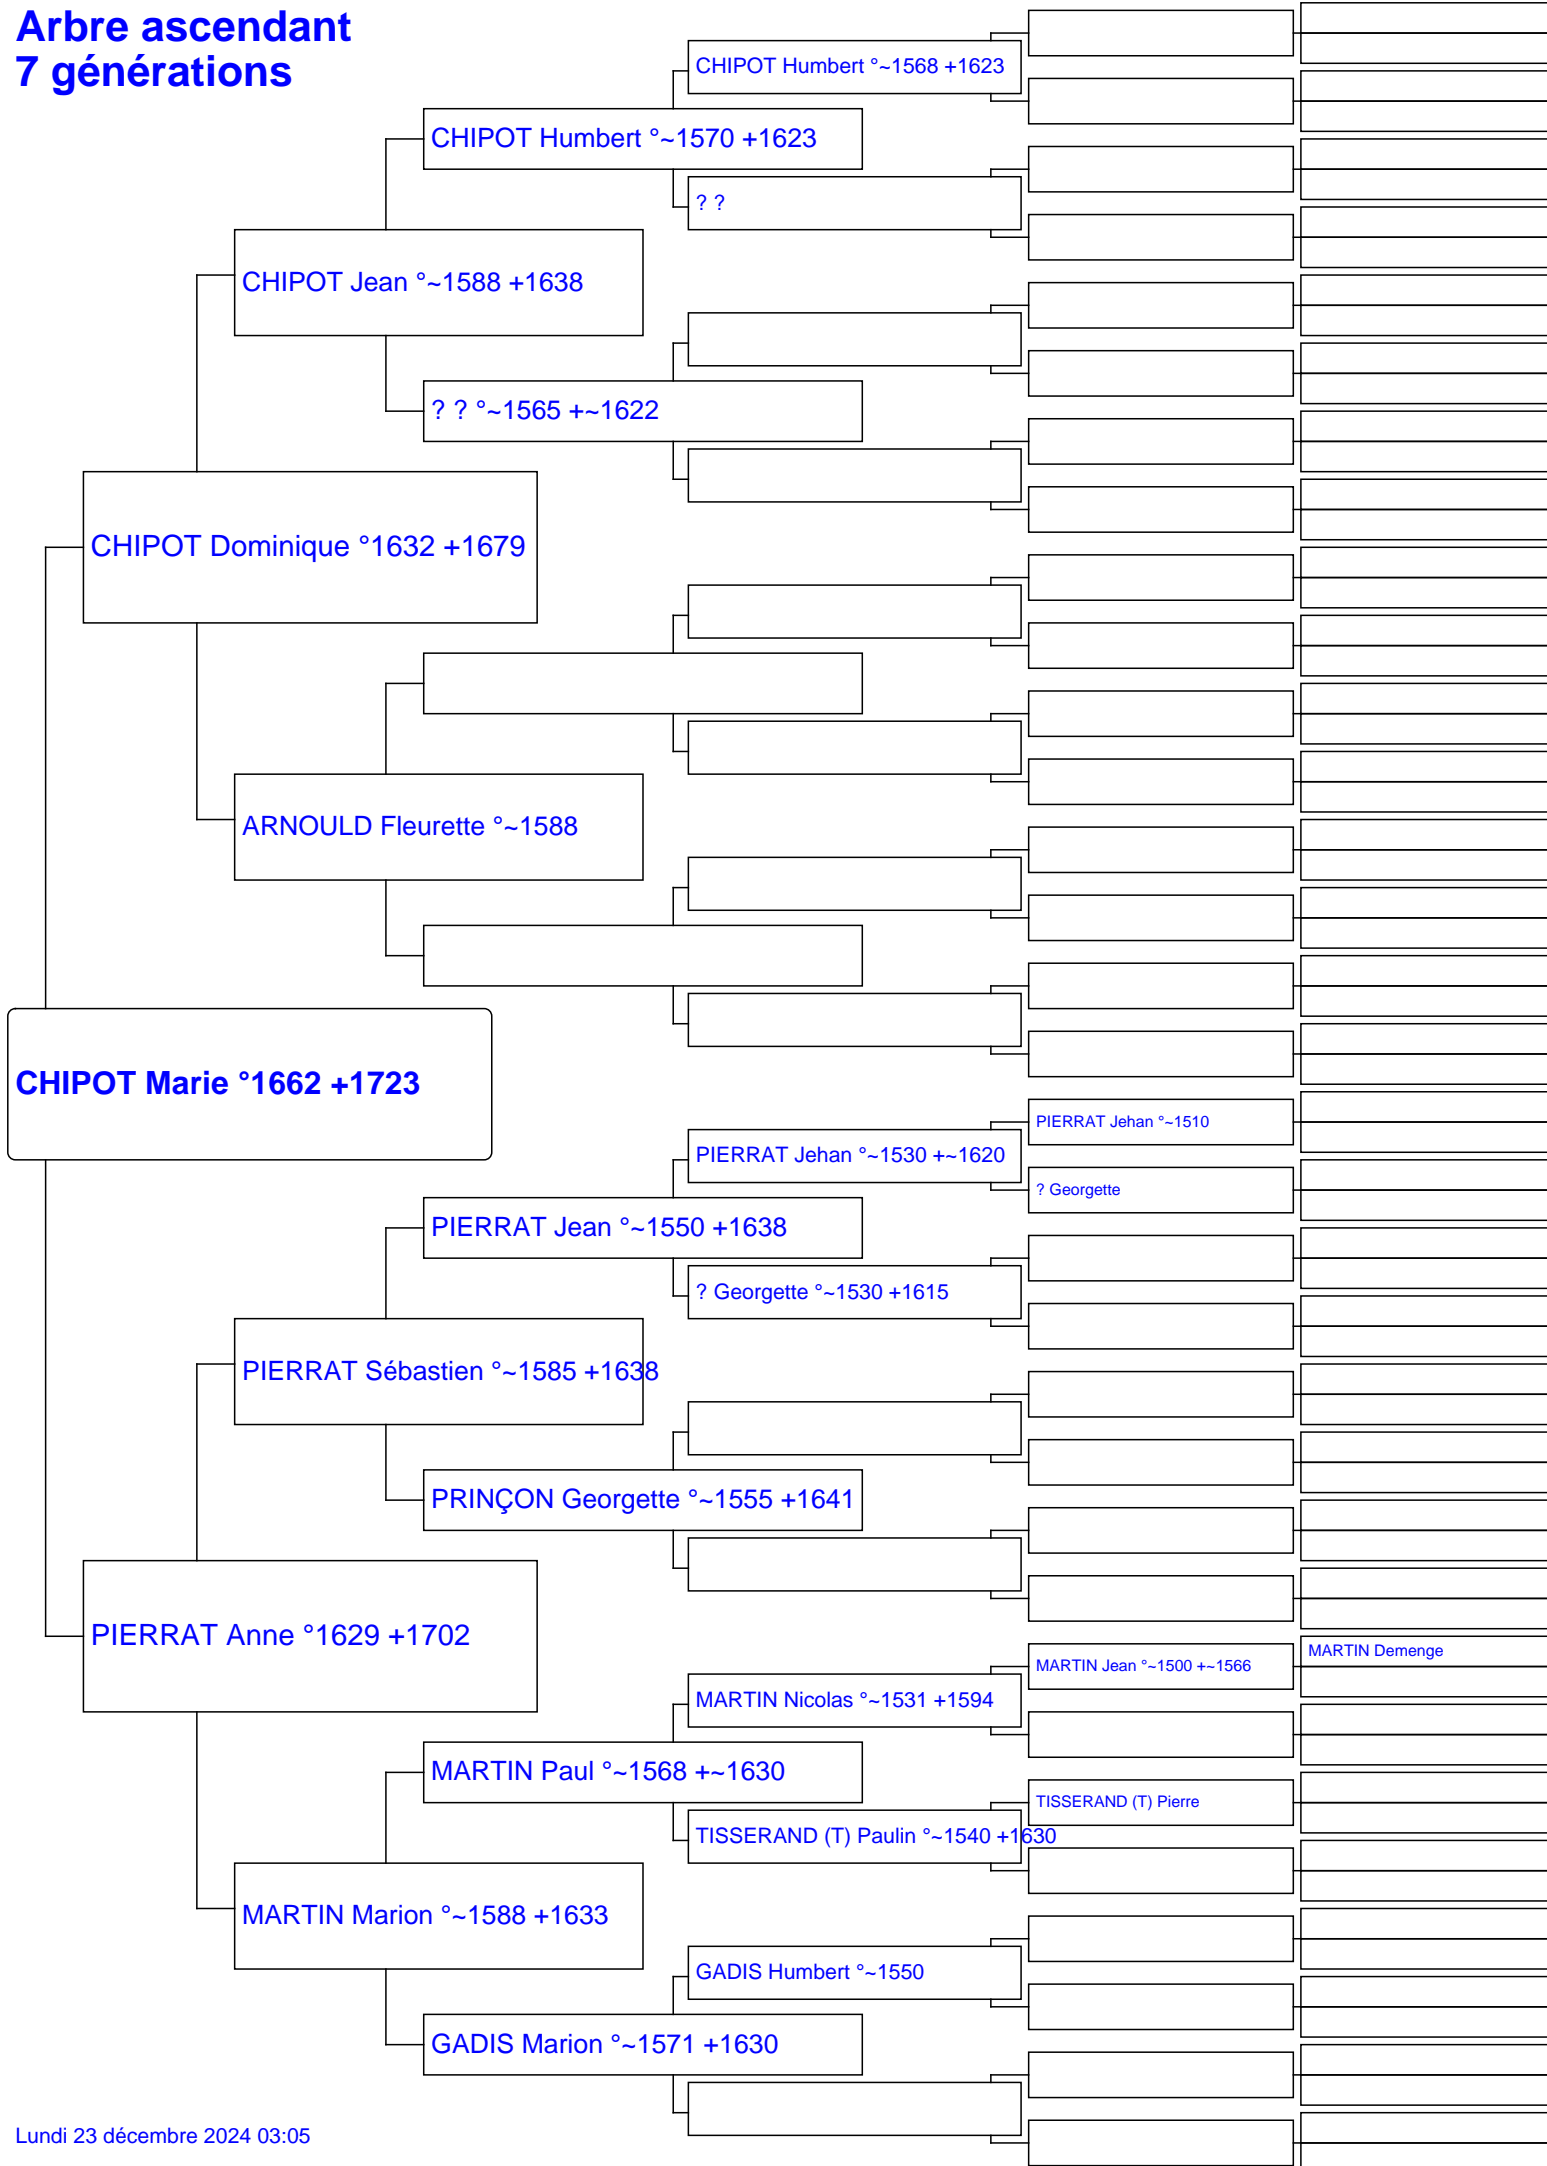 Arbre ascendant
7 générations
CHIPOT Humbert °~1568 +1623
CHIPOT Humbert °~1570 +1623
? ?
CHIPOT Jean °~1588 +1638
? ? °~1565 +~1622
CHIPOT Dominique °1632 +1679
ARNOULD Fleurette °~1588
CHIPOT Marie °1662 +1723
PIERRAT Jehan °~1510
PIERRAT Jehan °~1530 +~1620
? Georgette
PIERRAT Jean °~1550 +1638
? Georgette °~1530 +1615
PIERRAT Sébastien °~1585 +1638
PRINÇON Georgette °~1555 +1641
PIERRAT Anne °1629 +1702
MARTIN Demenge
MARTIN Jean °~1500 +~1566
MARTIN Nicolas °~1531 +1594
MARTIN Paul °~1568 +~1630
TISSERAND (T) Pierre
TISSERAND (T) Paulin °~1540 +1630
MARTIN Marion °~1588 +1633
GADIS Humbert °~1550
GADIS Marion °~1571 +1630
Lundi 23 décembre 2024 03:05